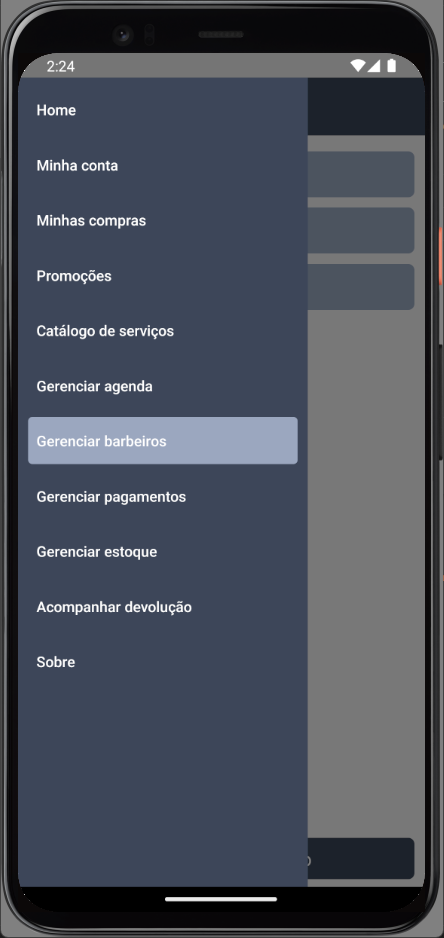 2:24
Home
Minha conta
Minhas compras
Promoções
Catálogo de serviços
Gerenciar agenda
Gerenciar barbeiros
Gerenciar pagamentos
Gerenciar estoque
Acompanhar devolução
Sobre